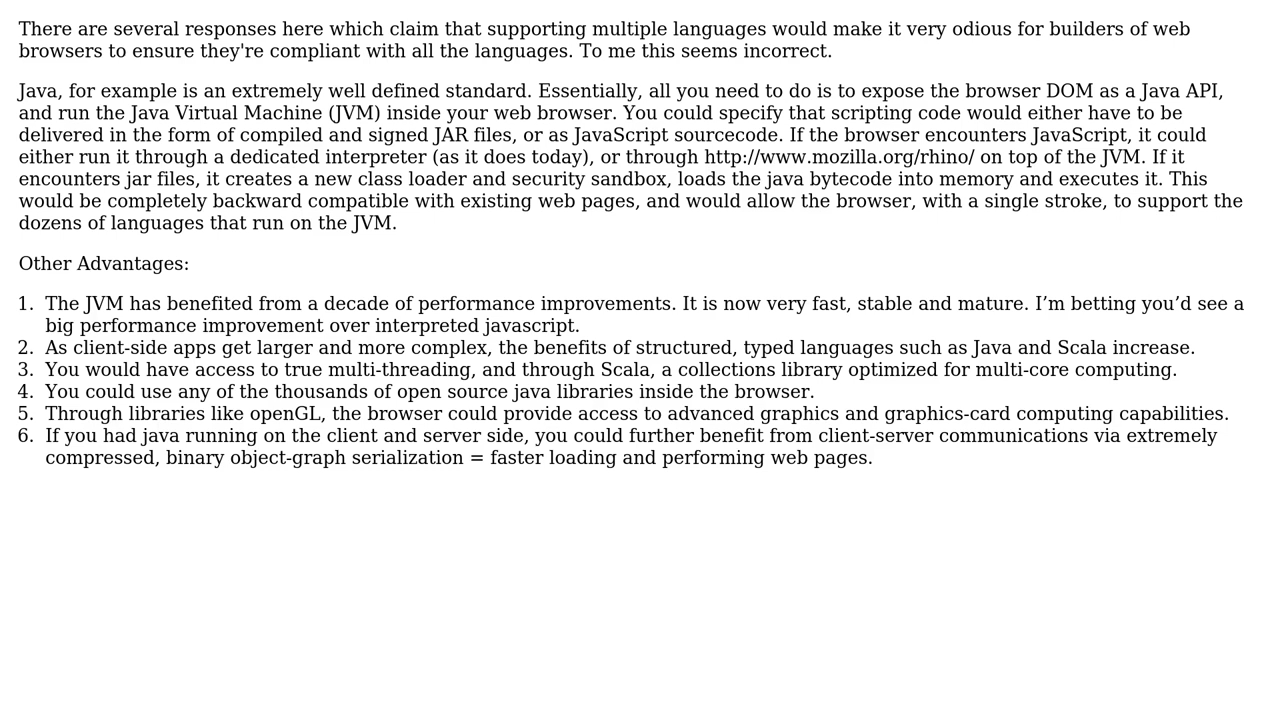 There are several responses here which claim that supporting multiple languages would make it very odious for builders of web
browsers to ensure they're compliant with all the languages. To me this seems incorrect.
Java, for example is an extremely well defined standard. Essentially, all you need to do is to expose the browser DOM as a Java API,
and run the Java Virtual Machine (JVM) inside your web browser. You could specify that scripting code would either have to be
delivered in the form of compiled and signed JAR files, or as JavaScript sourcecode. If the browser encounters JavaScript, it could
either run it through a dedicated interpreter (as it does today), or through http://www.mozilla.org/rhino/ on top of the JVM. If it
encounters jar files, it creates a new class loader and security sandbox, loads the java bytecode into memory and executes it. This
would be completely backward compatible with existing web pages, and would allow the browser, with a single stroke, to support the
dozens of languages that run on the JVM.
Other Advantages:
1. The JVM has benefited from a decade of performance improvements. It is now very fast, stable and mature. I’m betting you’d see a
big performance improvement over interpreted javascript.
2. As client-side apps get larger and more complex, the benefits of structured, typed languages such as Java and Scala increase.
3. You would have access to true multi-threading, and through Scala, a collections library optimized for multi-core computing.
4. You could use any of the thousands of open source java libraries inside the browser.
5. Through libraries like openGL, the browser could provide access to advanced graphics and graphics-card computing capabilities.
6. If you had java running on the client and server side, you could further benefit from client-server communications via extremely
compressed, binary object-graph serialization = faster loading and performing web pages.